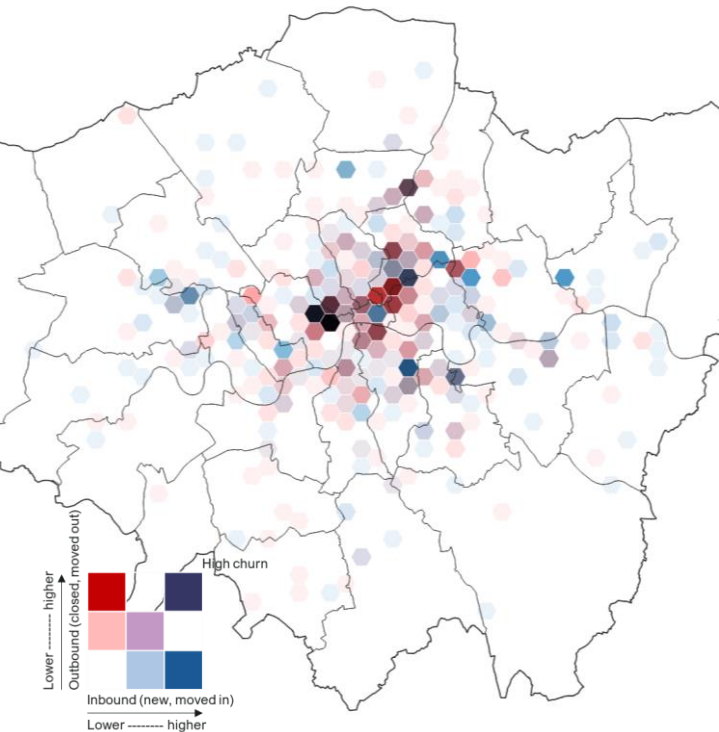 High churn
Outbound (closed, moved out)
Lower -------- higher
Inbound (new, moved in)
Lower -------- higher